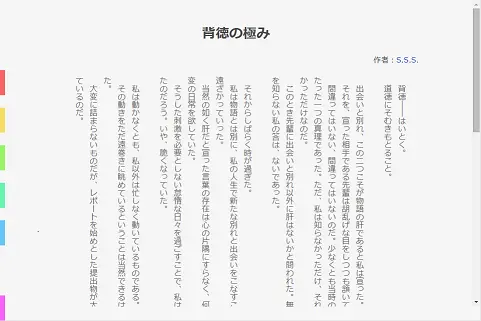 背徳の極み
作者：S.S.S.
背徳――はいとく。
道徳にそむきもとること。
出会いと別れ、この二つこそが物語の肝であると私は言った。
それを、言った相手である先輩は胡乱げな目をしつつも頷いて
間違ってはいない、間違ってはいないのだ。少なくとも当時の
たった一つの真理であった。ただ、私は知らなかっただけ、それ
かっただけなのだ。
このとき先輩に出会いと別れ以外に肝はないかと問われた。無
を知らない私の答は、ないであった。
それからしばらく時が過ぎた。
私は物語とは別に、私の人生で新たな別れと出会いをこなすこ
遠ざかっていった。
当然の如く肝だと言った言葉の存在は心の片隅にすらなく、何
変の日常を欲していた。
そうした刺激を必要としない怠惰な日々を過ごすことで、私は
たのだろう。いや、脆くなっていた。
私は動かなくとも、私以外は忙しなく動いているものである。
その動きをただ遠巻きに眺めているということは当然できるは
た。
大変に詰まらないものだが、レポートを始めとした提出物が大
ているのだ。